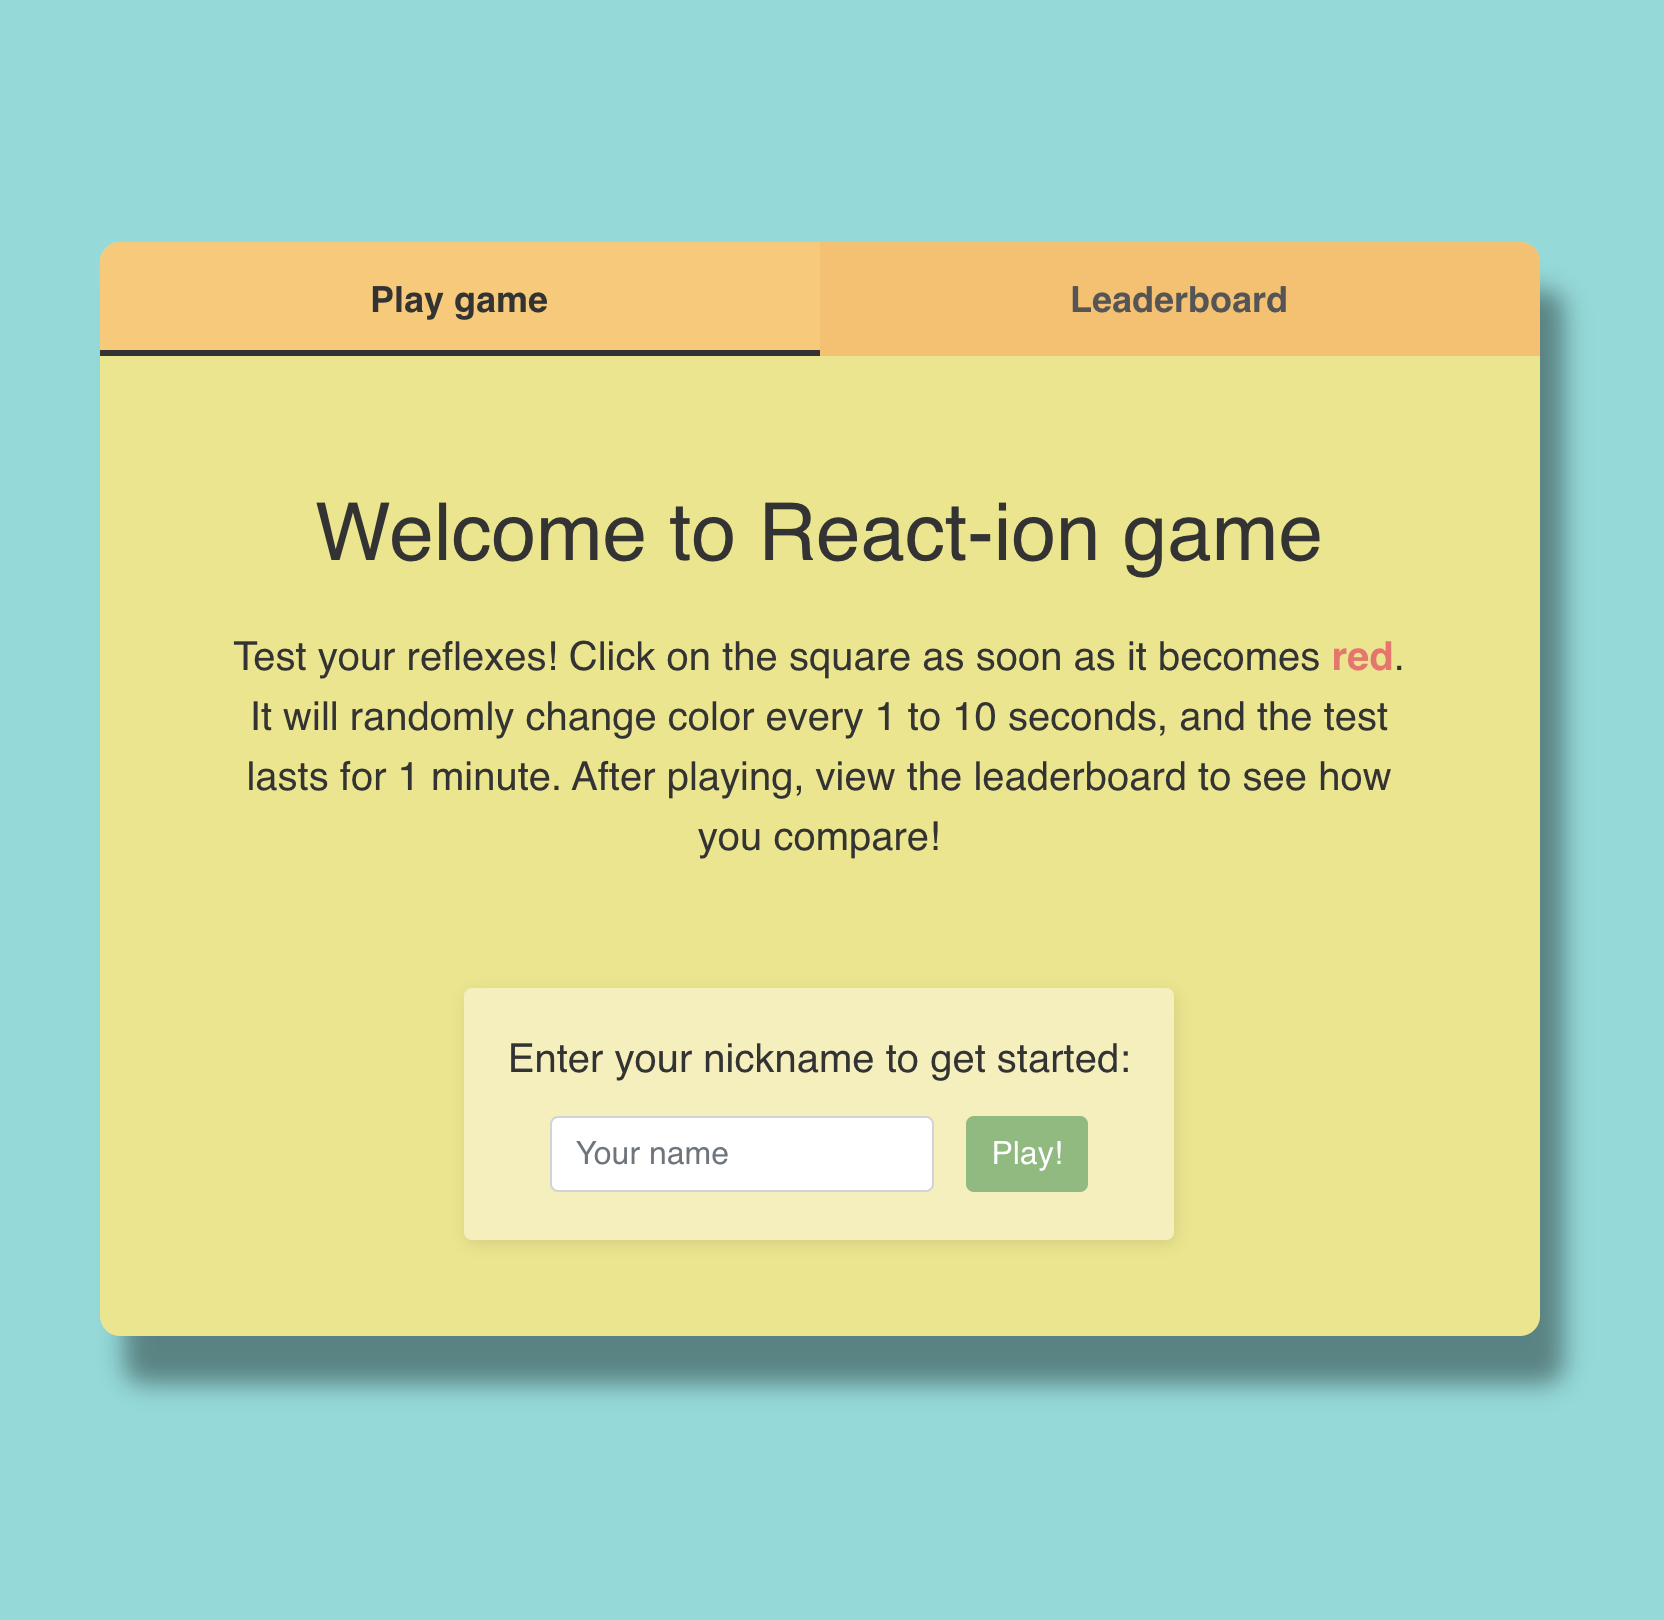 Play game
Leaderboard
Welcome to React-ion game
Test your reflexes! Click on the square as soon as it becomes red.
It will randomly change color every 1 to 10 seconds, and the test
lasts for 1 minute. After playing, view the leaderboard to see how
you compare!
Enter your nickname to get started:
Your name
Play!